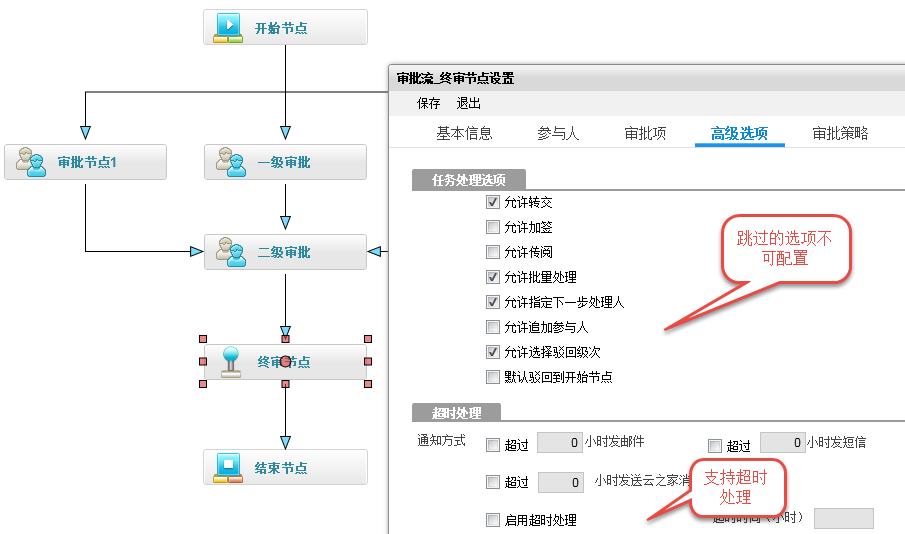 开始节点
审批节点1
一级审批
二级审批
终审节点
结束节点
审批流_终审节点设置
保存 退出
基本信息 参与人 审批项 高级选项 审批策略
任务处理选项
允许转交
允许加签
允许传阅
允许批量处理
允许指定下一步处理人
允许追加参与人
允许选择驳回级次
默认驳回到开始节点
跳过的选项不
可配置
超时处理
通知方式 超过 0 小时发邮件 超过 0 小时发短信
超过 0 小时发送云之家消
启用超时处理 超时时间（小时）
支持超时
处理